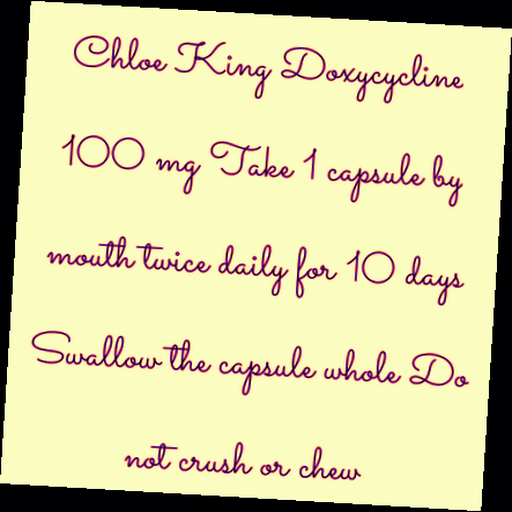 Chloe King Doxycycline
100 mg Take 1 capsule by
mouth twice daily for 10 days
Swallow the capsule whole Do
not crush or chew